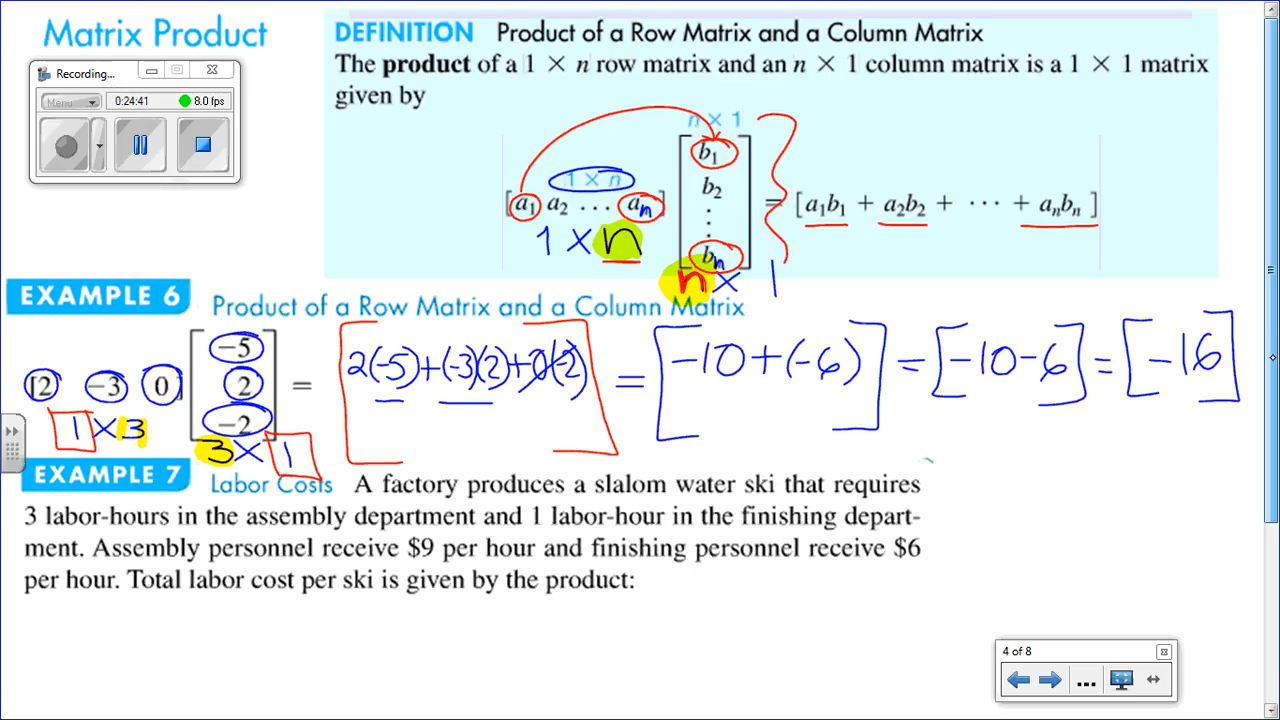 Matrix Product
Recording...
Menu
0:24:41
8.0 fps
DEFINITION Product of a Row Matrix and a Column Matrix
The product of a 1 × n row matrix and an n × 1 column matrix is a 1 × 1 matrix
given by
n × 1
1 × n
[a₁ a₂ … aₙ] [b₁ b₂ ⋮ bₙ] = [a₁b₁ + a₂b₂ + ⋯ + aₙbₙ]
1 × n
n × 1
EXAMPLE 6 Product of a Row Matrix and a Column Matrix
[2 −3 0] [−5 2 −2] = [2(-5)+(-3)(2)+0(-2)] = [-10+(-6)] = [-10-6] = [-16]
1 × 3
3 × 1
EXAMPLE 7 Labor Costs A factory produces a slalom water ski that requires
3 labor-hours in the assembly department and 1 labor-hour in the finishing depart-
ment. Assembly personnel receive $9 per hour and finishing personnel receive $6
per hour. Total labor cost per ski is given by the product:
4 of 8
...